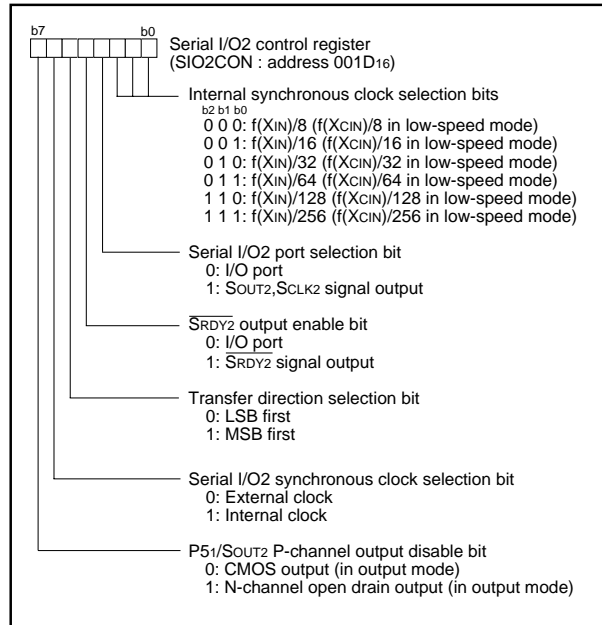 b7 b0
Serial I/O2 control register
(SIO2CON : address 001D16)
Internal synchronous clock selection bits
b2 b1 b0
0 0 0: f(XIN)/8 (f(XCIN)/8 in low-speed mode)
0 0 1: f(XIN)/16 (f(XCIN)/16 in low-speed mode)
0 1 0: f(XIN)/32 (f(XCIN)/32 in low-speed mode)
0 1 1: f(XIN)/64 (f(XCIN)/64 in low-speed mode)
1 1 0: f(XIN)/128 (f(XCIN)/128 in low-speed mode)
1 1 1: f(XIN)/256 (f(XCIN)/256 in low-speed mode)
Serial I/O2 port selection bit
0: I/O port
1: SOUT2,SCLK2 signal output
SRDY2 output enable bit
0: I/O port
1: SRDY2 signal output
Transfer direction selection bit
0: LSB first
1: MSB first
Serial I/O2 synchronous clock selection bit
0: External clock
1: Internal clock
P51/SOUT2 P-channel output disable bit
0: CMOS output (in output mode)
1: N-channel open drain output (in output mode)